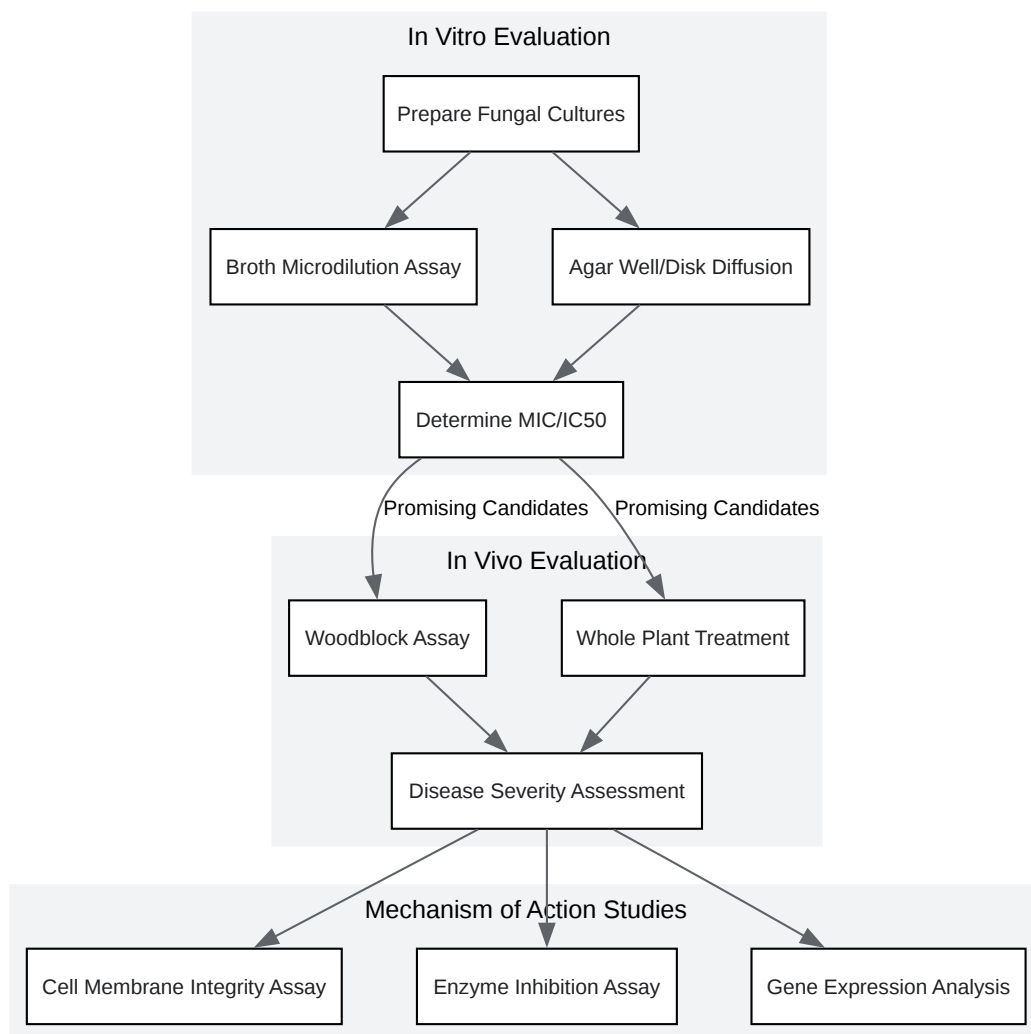 In Vitro Evaluation
Prepare Fungal Cultures
Broth Microdilution Assay
Agar Well/Disk Diffusion
Determine MIC/IC50
Promising Candidates
Promising Candidates
In Vivo Evaluation
Woodblock Assay
Whole Plant Treatment
Disease Severity Assessment
Mechanism of Action Studies
Cell Membrane Integrity Assay
Enzyme Inhibition Assay
Gene Expression Analysis